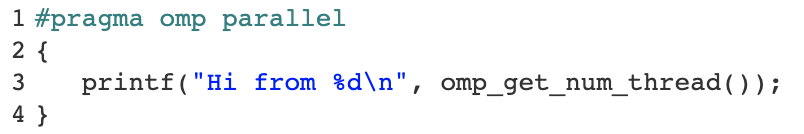 1 #pragma omp parallel
2 {
3    printf("Hi from %d\n", omp_get_num_thread());
4 }